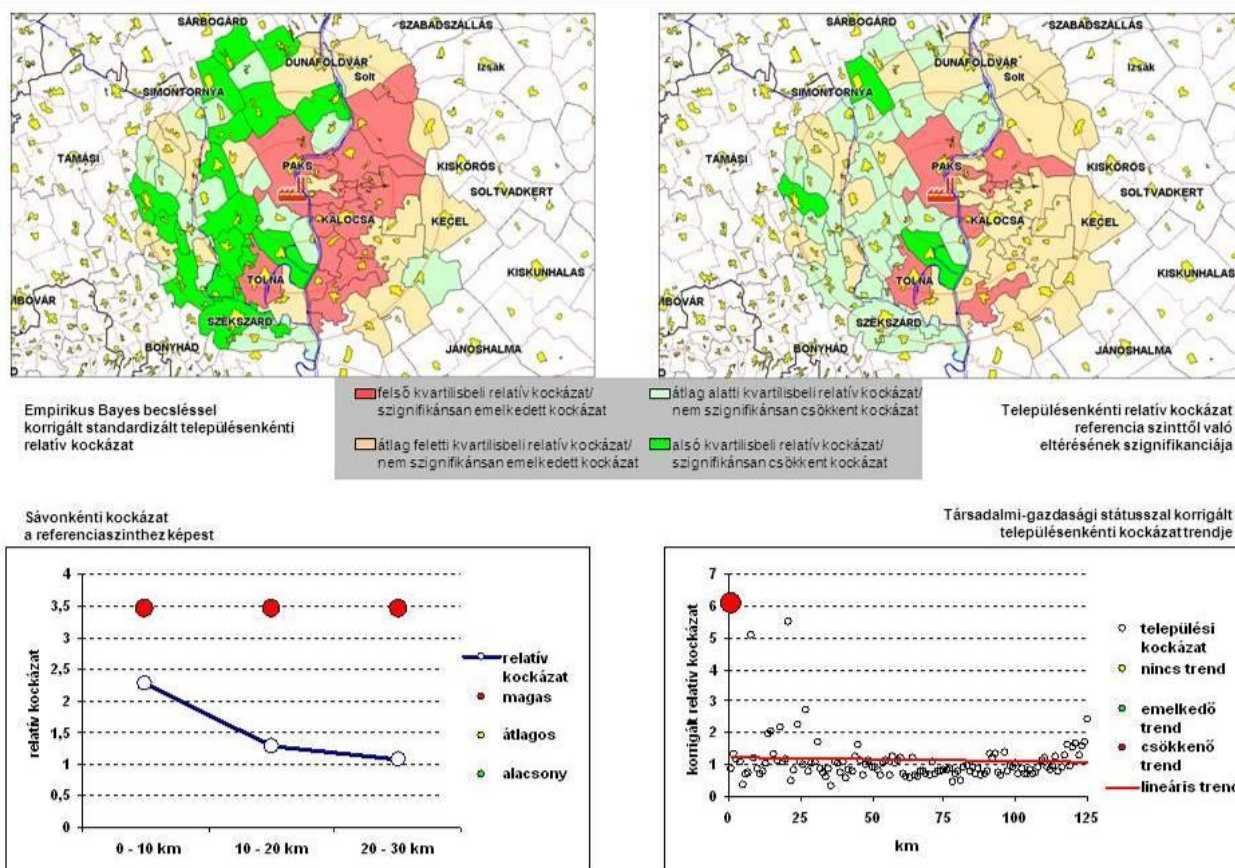 SÁRBOGÁRD
SZABADSZÁLLÁS
DUNAFÖLDVÁR
Izsák
Solt
SIMONTORNYA
TAMÁSI
PAKS
KISKŐRÖS
SOLTVADKERT
KALOCSA
KECEL
KISKUNHALAS
TOLNA
MBOVÁR
SZEKSZÁRD
BONYHÁD
JÁNOSHALMA
SÁRBOGÁRD
SZABADSZÁLLÁS
DUNAFÖLDVÁR
Izsák
Solt
SIMONTORNYA
TAMÁSI
PAKS
KISKŐRÖS
SOLTVADKERT
KALOCSA
KECEL
KISKUNHALAS
TOLNA
MBOVÁR
SZEKSZÁRD
BONYHÁD
JÁNOSHALMA
Empirikus Bayes becsléssel
korrigált standardizált településenkénti
relatív kockázat
felső kvartilisbeli relatív kockázat/
szignifikánsan emelkedett kockázat
átlag feletti kvartilisbeli relatív kockázat/
nem szignifikánsan emelkedett kockázat
átlag alatti kvartilisbeli relatív kockázat/
nem szignifikánsan csökkent kockázat
alsó kvartilisbeli relatív kockázat/
szignifikánsan csökkent kockázat
Településenkénti relatív kockázat
referencia szinttől való
eltérésének szignifikanciája
Sávonkénti kockázat
a referenciaszinthez képest
relatív kockázat
4
3,5
3
2,5
2
1,5
1
0,5
0
0 - 10 km
10 - 20 km
20 - 30 km
relatív
kockázat
magas
átlagos
alacsony
Társadalmi-gazdasági státusszal korrigált
településenkénti kockázat trendje
korrigált relatív kockázat
7
6
5
4
3
2
1
0
0
25
50
75
100
125
km
települési
kockázat
nincs trend
emelkedő
trend
csökkenő
trend
lineáris trend